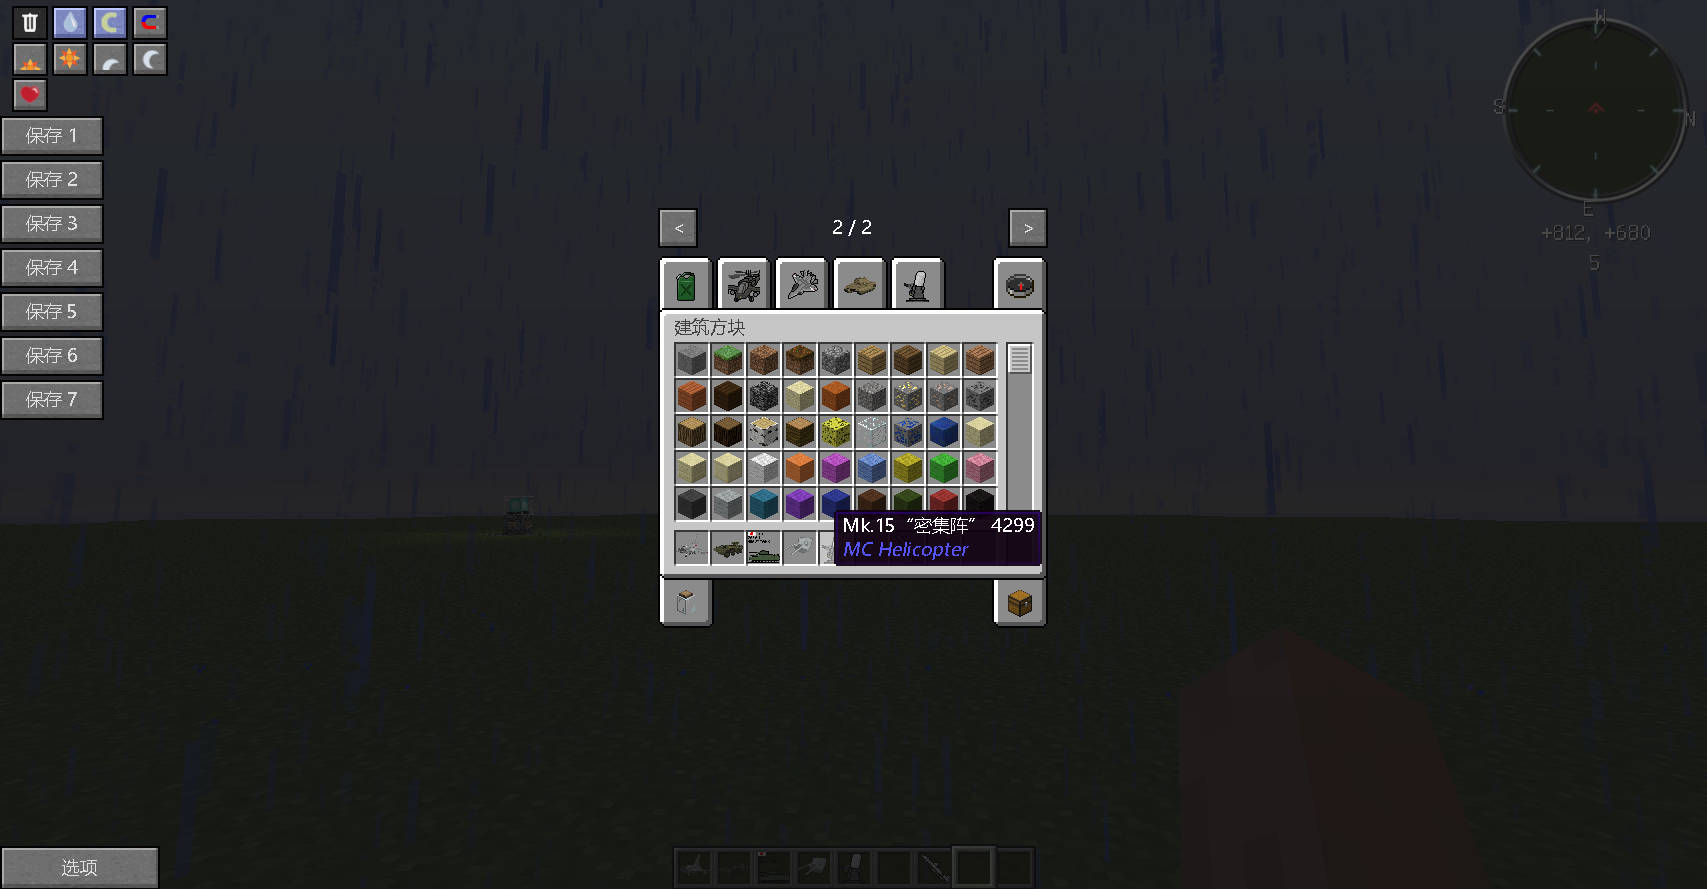 保存 1
保存 2
保存 3
保存 4
保存 5
保存 6
保存 7
选项
<
2 / 2
>
建筑方块
Mk.15 “密集阵” 4299
MC Helicopter
W
S
N
E
+812, +680
5